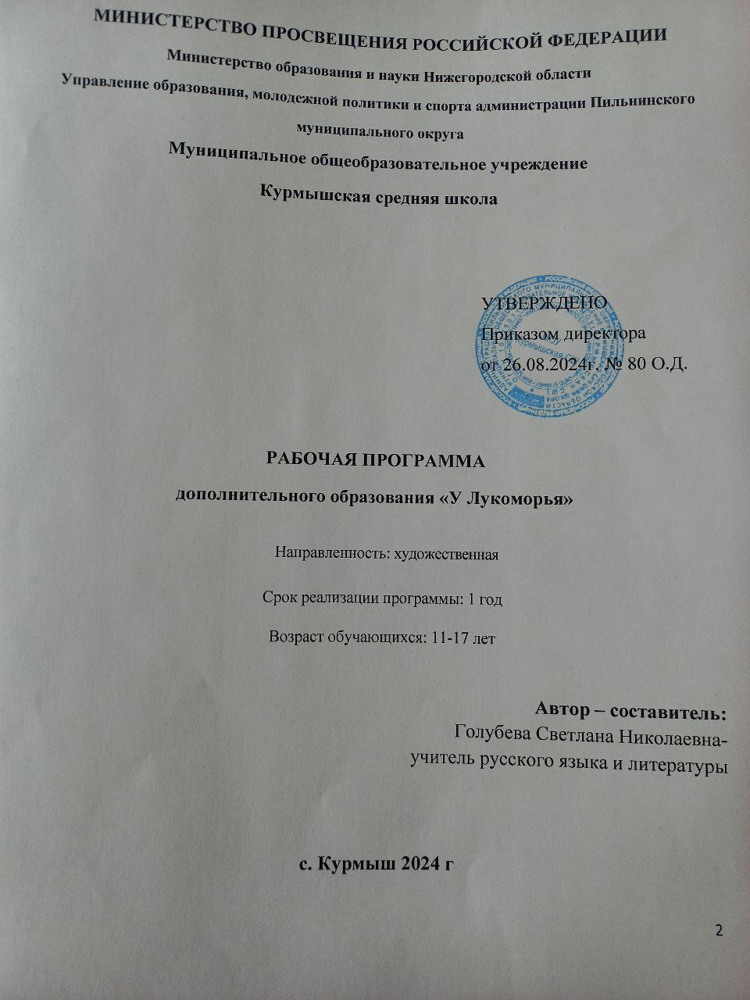 МИНИСТЕРСТВО ПРОСВЕЩЕНИЯ РОССИЙСКОЙ ФЕДЕРАЦИИ
Министерство образования и науки Нижегородской области
Управление образования, молодежной политики и спорта администрации Пильнинского
муниципального округа
Муниципальное общеобразовательное учреждение
Курмышская средняя школа
УТВЕРЖДЕНО
Приказом директора
от 26.08.2024г. № 80 О.Д.
МОУ
Курмышская
РАБОЧАЯ ПРОГРАММА
дополнительного образования «У Лукоморья»
Направленность: художественная
Срок реализации программы: 1 год
Возраст обучающихся: 11-17 лет
Автор – составитель:
Голубева Светлана Николаевна-
учитель русского языка и литературы
с. Курмыш 2024 г
2